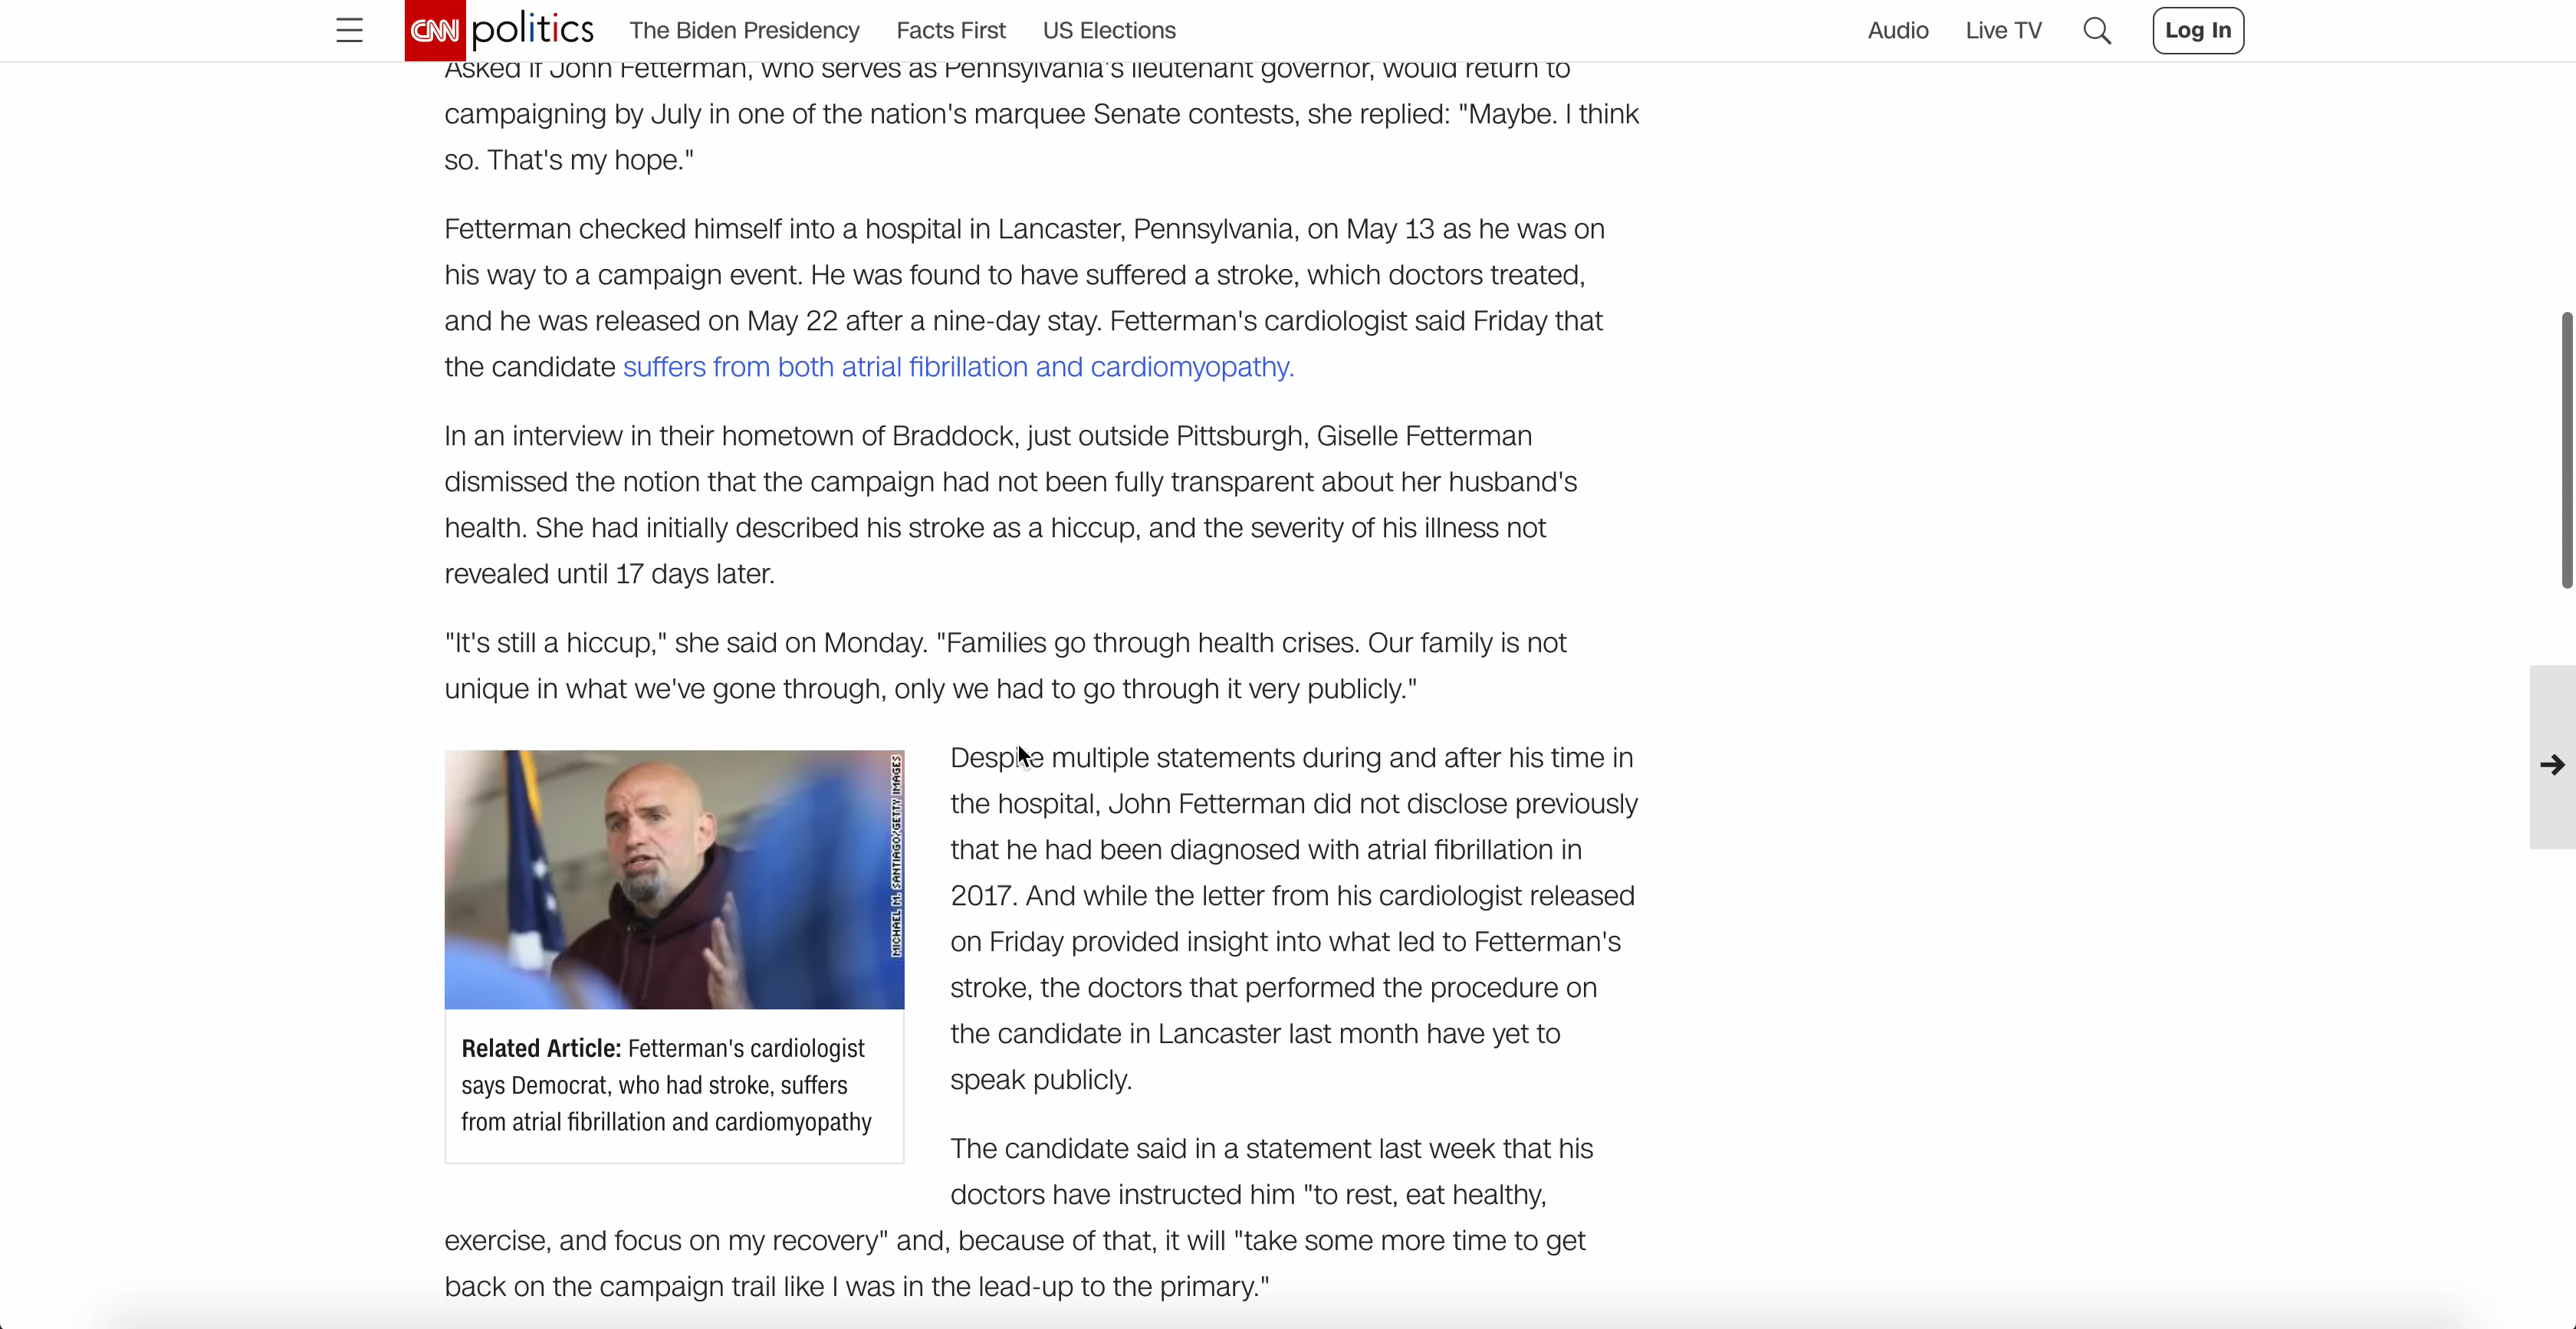 CNN politics The Biden Presidency Facts First US Elections Audio Live TV Log In
Asked if John Fetterman, who serves as Pennsylvania's lieutenant governor, would return to
campaigning by July in one of the nation's marquee Senate contests, she replied: "Maybe. I think
so. That's my hope."
Fetterman checked himself into a hospital in Lancaster, Pennsylvania, on May 13 as he was on
his way to a campaign event. He was found to have suffered a stroke, which doctors treated,
and he was released on May 22 after a nine-day stay. Fetterman's cardiologist said Friday that
the candidate suffers from both atrial fibrillation and cardiomyopathy.
In an interview in their hometown of Braddock, just outside Pittsburgh, Giselle Fetterman
dismissed the notion that the campaign had not been fully transparent about her husband's
health. She had initially described his stroke as a hiccup, and the severity of his illness not
revealed until 17 days later.
"It's still a hiccup," she said on Monday. "Families go through health crises. Our family is not
unique in what we've gone through, only we had to go through it very publicly."
MICHAEL M. SANTIAGO/GETTY IMAGES
Related Article: Fetterman's cardiologist
says Democrat, who had stroke, suffers
from atrial fibrillation and cardiomyopathy
Despite multiple statements during and after his time in
the hospital, John Fetterman did not disclose previously
that he had been diagnosed with atrial fibrillation in
2017. And while the letter from his cardiologist released
on Friday provided insight into what led to Fetterman's
stroke, the doctors that performed the procedure on
the candidate in Lancaster last month have yet to
speak publicly.
The candidate said in a statement last week that his
doctors have instructed him "to rest, eat healthy,
exercise, and focus on my recovery" and, because of that, it will "take some more time to get
back on the campaign trail like I was in the lead-up to the primary."